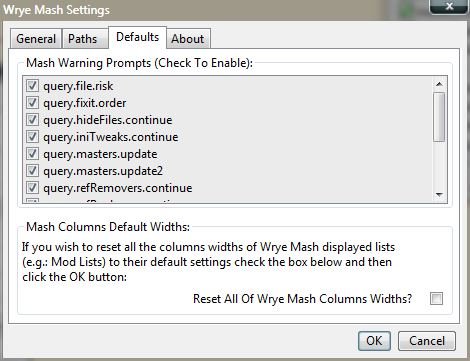 Wrye Mash Settings
x
General Paths Defaults About
Mash Warning Prompts (Check To Enable):
query.file.risk
query.fixit.order
query.hideFiles.continue
query.iniTweaks.continue
query.masters.update
query.masters.update2
query.refRemovers.continue
Mash Columns Default Widths:
If you wish to reset all the columns widths of Wrye Mash displayed lists
(e.g.: Mod Lists) to their default settings check the box below and then
click the OK button:
Reset All Of Wrye Mash Columns Widths?
OK Cancel